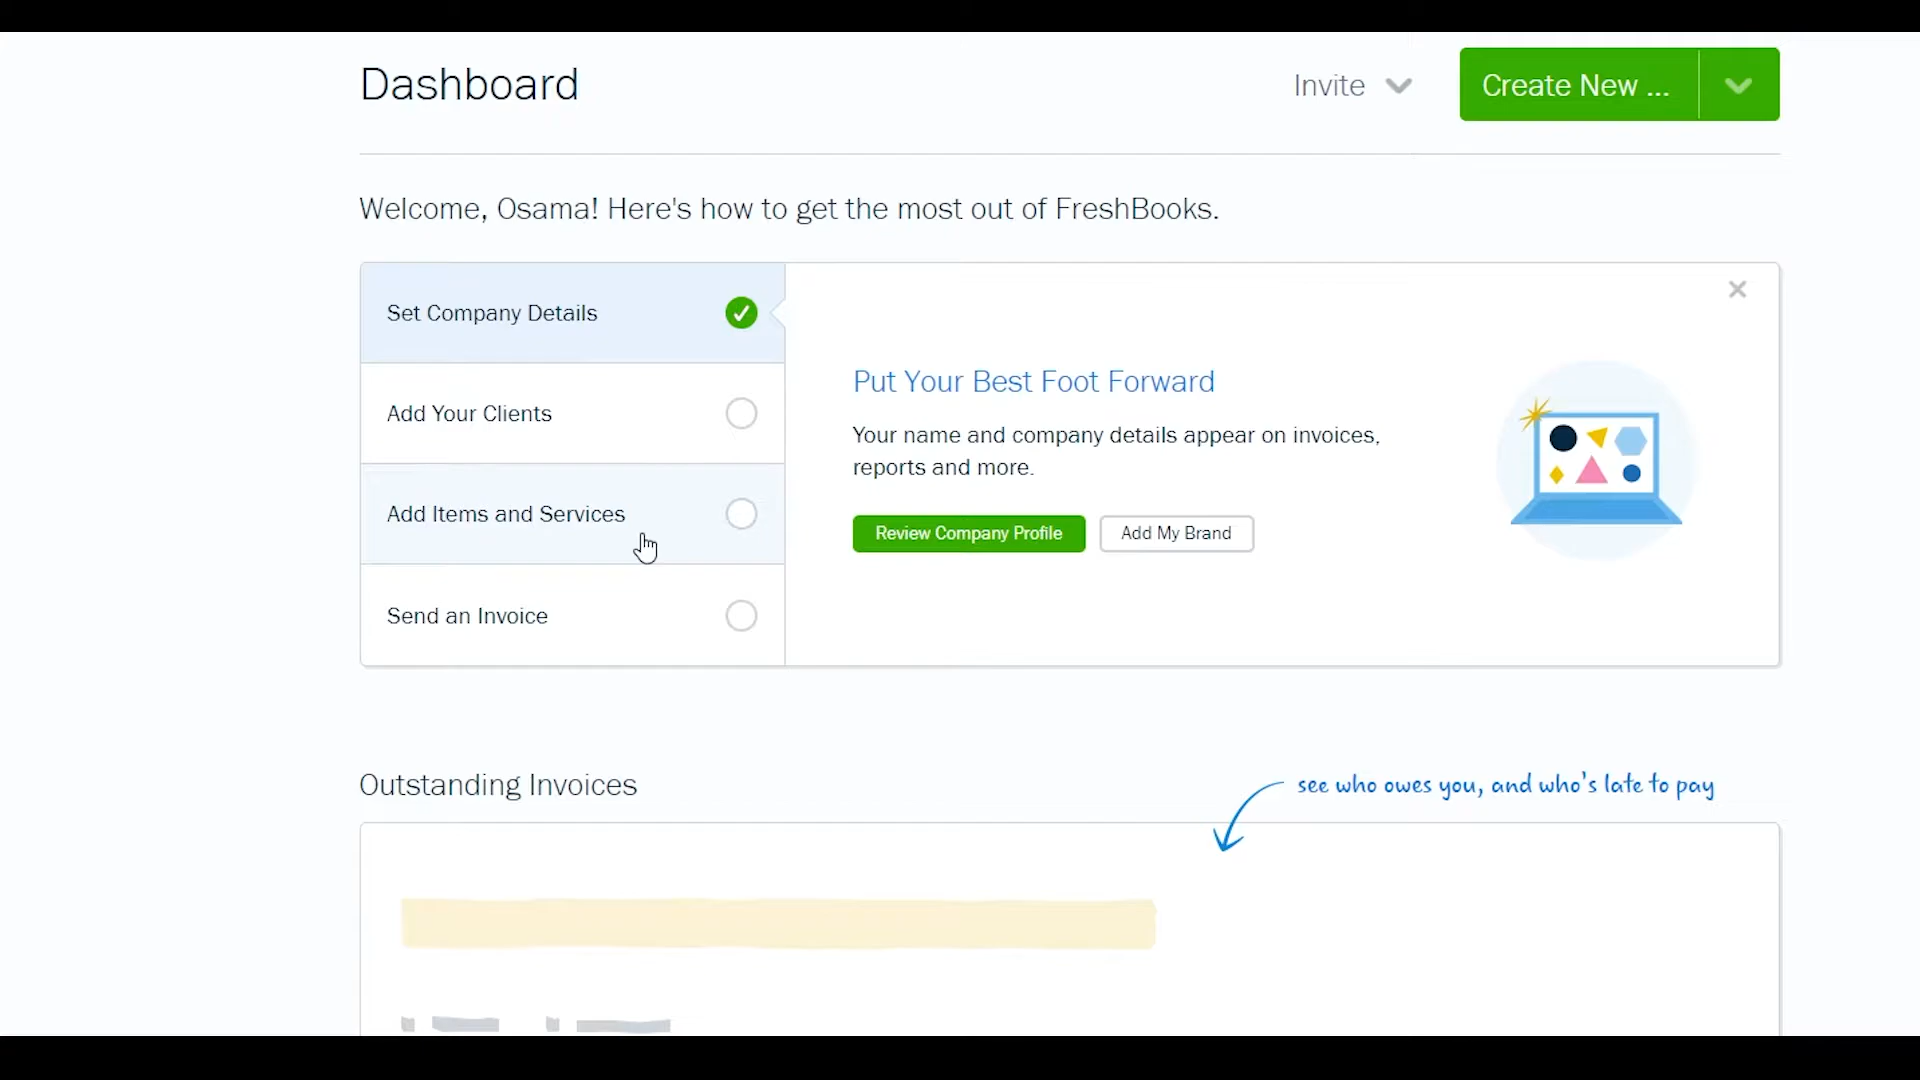 Dashboard
Invite
Create New ...
Welcome, Osama! Here's how to get the most out of FreshBooks.
Set Company Details
Add Your Clients
Add Items and Services
Send an Invoice
Put Your Best Foot Forward
Your name and company details appear on invoices,
reports and more.
Review Company Profile
Add My Brand
Outstanding Invoices
see who owes you, and who's late to pay